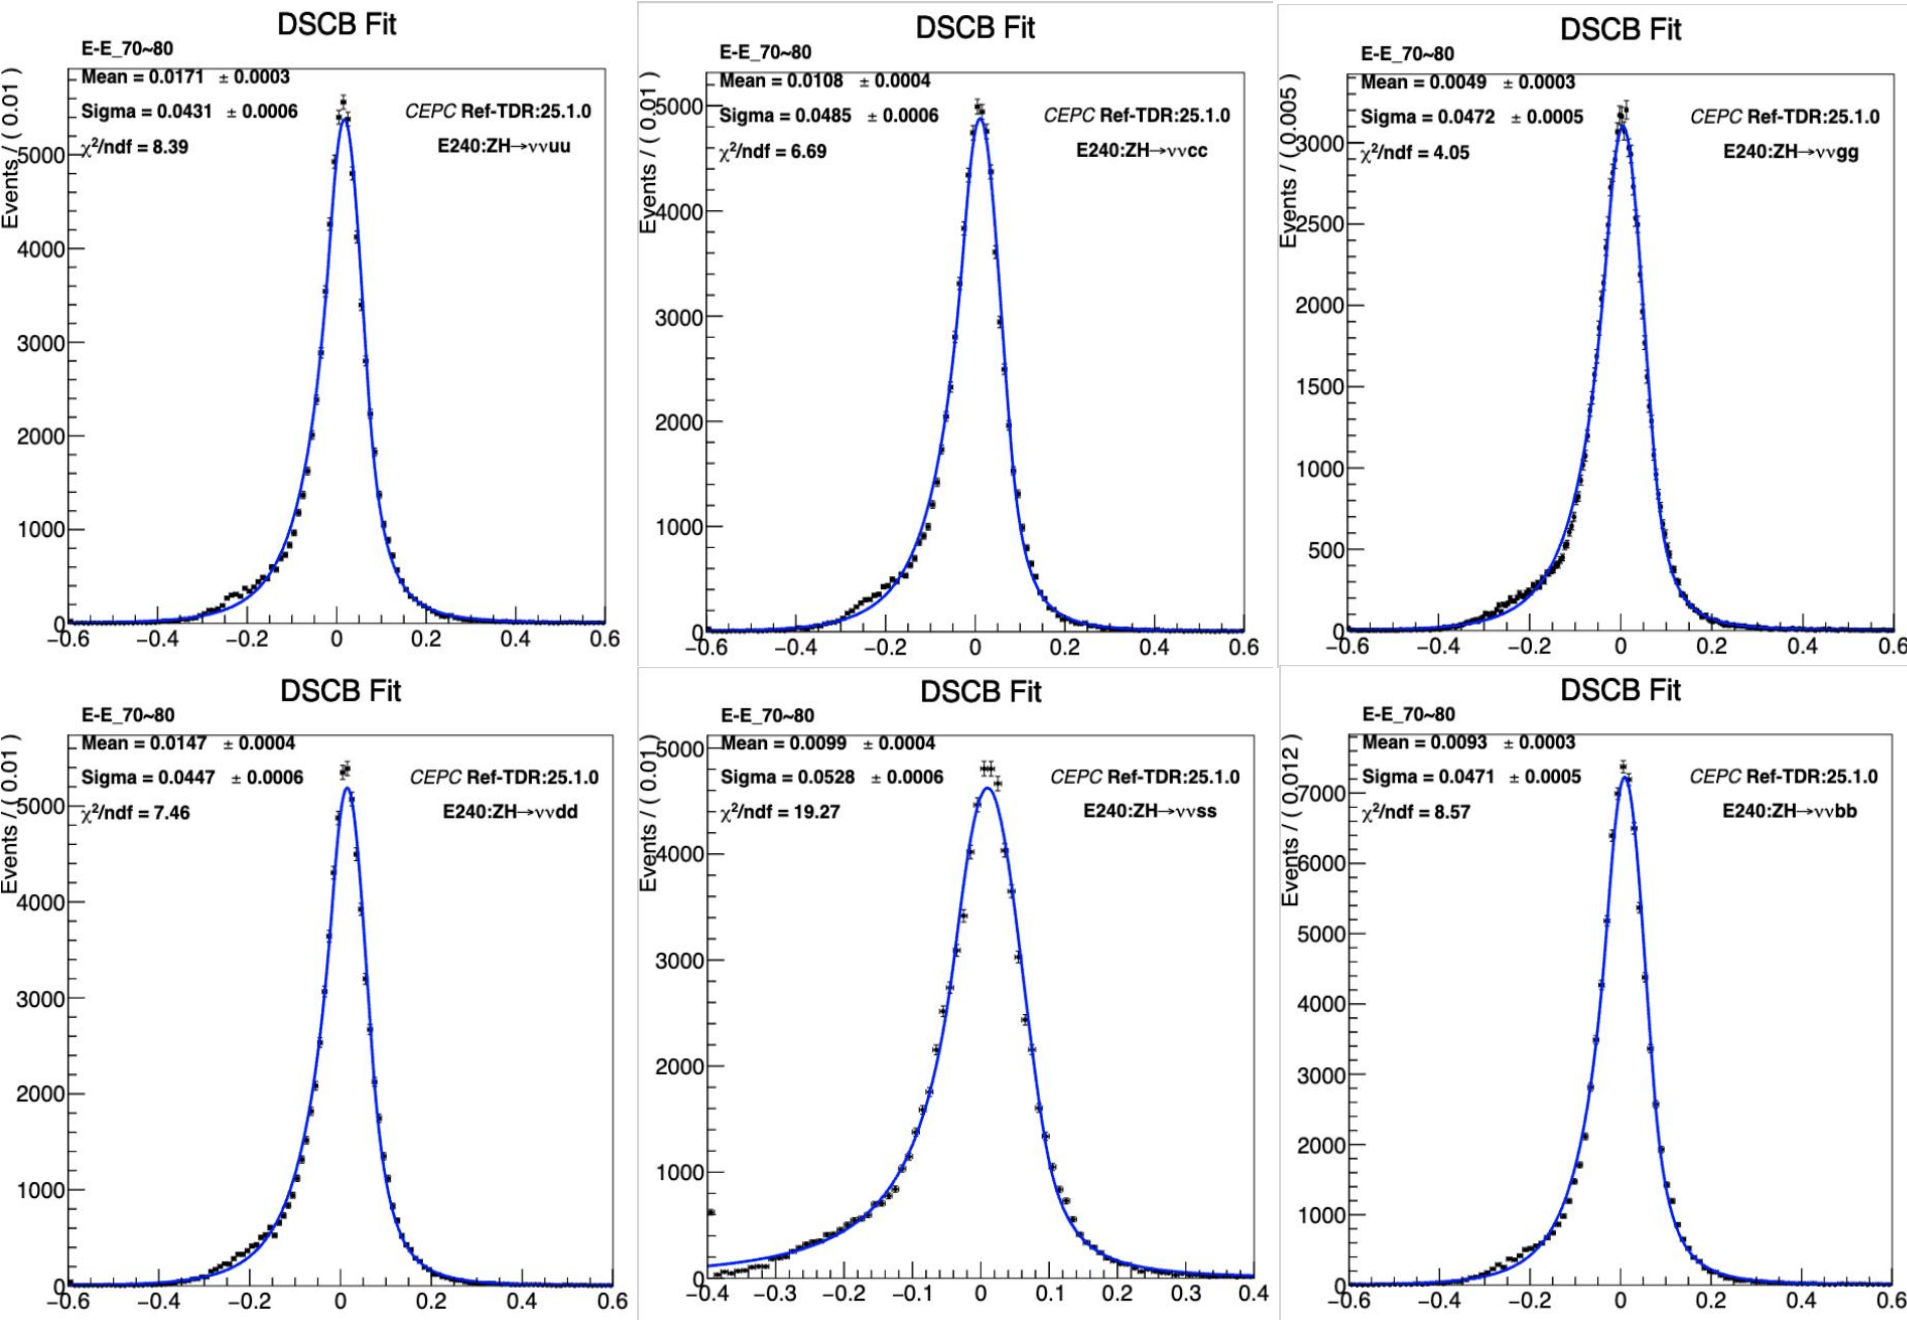 DSCB Fit
E-E_70~80
Mean = 0.0171 ± 0.0003
Sigma = 0.0431 ± 0.0006
χ²/ndf = 8.39
CEPC Ref-TDR:25.1.0
E240:ZH→ννuu
Events / ( 0.01 )
5000
4000
3000
2000
1000
0
−0.6 −0.4 −0.2 0 0.2 0.4 0.6
DSCB Fit
E-E_70~80
Mean = 0.0108 ± 0.0004
Sigma = 0.0485 ± 0.0006
χ²/ndf = 6.69
CEPC Ref-TDR:25.1.0
E240:ZH→ννcc
Events / ( 0.01 )
5000
4000
3000
2000
1000
0
−0.6 −0.4 −0.2 0 0.2 0.4 0.6
DSCB Fit
E-E_70~80
Mean = 0.0049 ± 0.0003
Sigma = 0.0472 ± 0.0005
χ²/ndf = 4.05
CEPC Ref-TDR:25.1.0
E240:ZH→ννgg
Events / ( 0.005 )
3000
2500
2000
1500
1000
500
0
−0.6 −0.4 −0.2 0 0.2 0.4 0.6
DSCB Fit
E-E_70~80
Mean = 0.0147 ± 0.0004
Sigma = 0.0447 ± 0.0006
χ²/ndf = 7.46
CEPC Ref-TDR:25.1.0
E240:ZH→ννdd
Events / ( 0.01 )
5000
4000
3000
2000
1000
0
−0.6 −0.4 −0.2 0 0.2 0.4 0.6
DSCB Fit
E-E_70~80
Mean = 0.0099 ± 0.0004
Sigma = 0.0528 ± 0.0006
χ²/ndf = 19.27
CEPC Ref-TDR:25.1.0
E240:ZH→ννss
Events / ( 0.01 )
5000
4000
3000
2000
1000
0
−0.4 −0.3 −0.2 −0.1 0 0.1 0.2 0.3 0.4
DSCB Fit
E-E_70~80
Mean = 0.0093 ± 0.0003
Sigma = 0.0471 ± 0.0005
χ²/ndf = 8.57
CEPC Ref-TDR:25.1.0
E240:ZH→ννbb
Events / ( 0.012 )
7000
6000
5000
4000
3000
2000
1000
0
−0.6 −0.4 −0.2 0 0.2 0.4 0.6